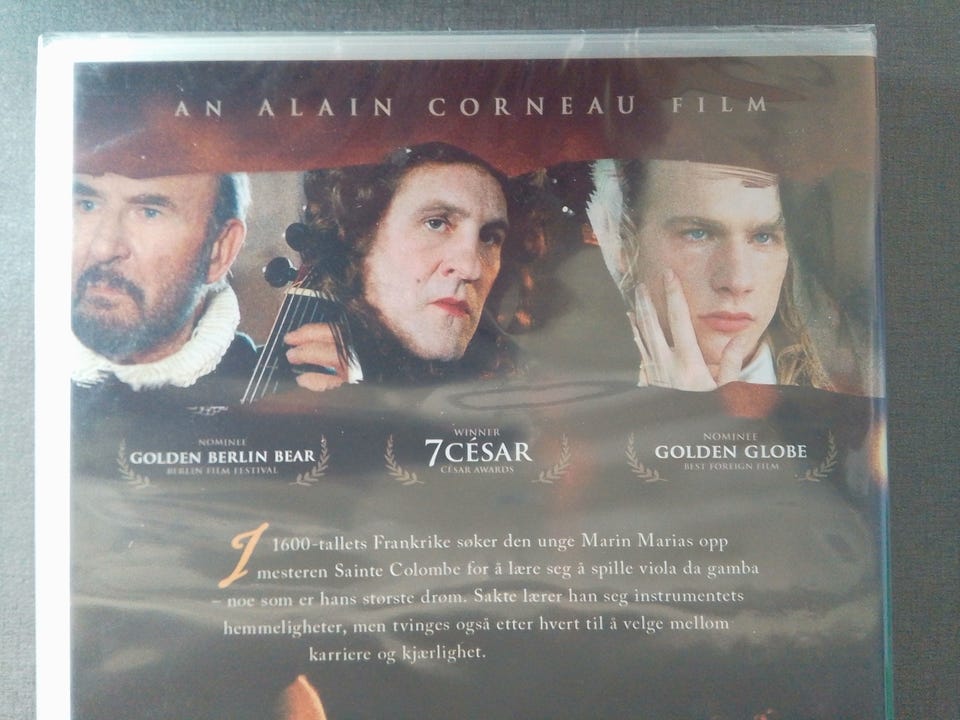 AN ALAIN CORNEAU FILM
NOMINEE
GOLDEN BERLIN BEAR
BERLIN FILM FESTIVAL
WINNER
7 CÉSAR
CÉSAR AWARDS
NOMINEE
GOLDEN GLOBE
BEST FOREIGN FILM
I 1600-tallets Frankrike søker den unge Marin Marias opp
mesteren Sainte Colombe for å lære seg å spille viola da gamba
– noe som er hans største drøm. Sakte lærer han seg instrumentets
hemmeligheter, men tvinges også etter hvert til å velge mellom
karriere og kjærlighet.